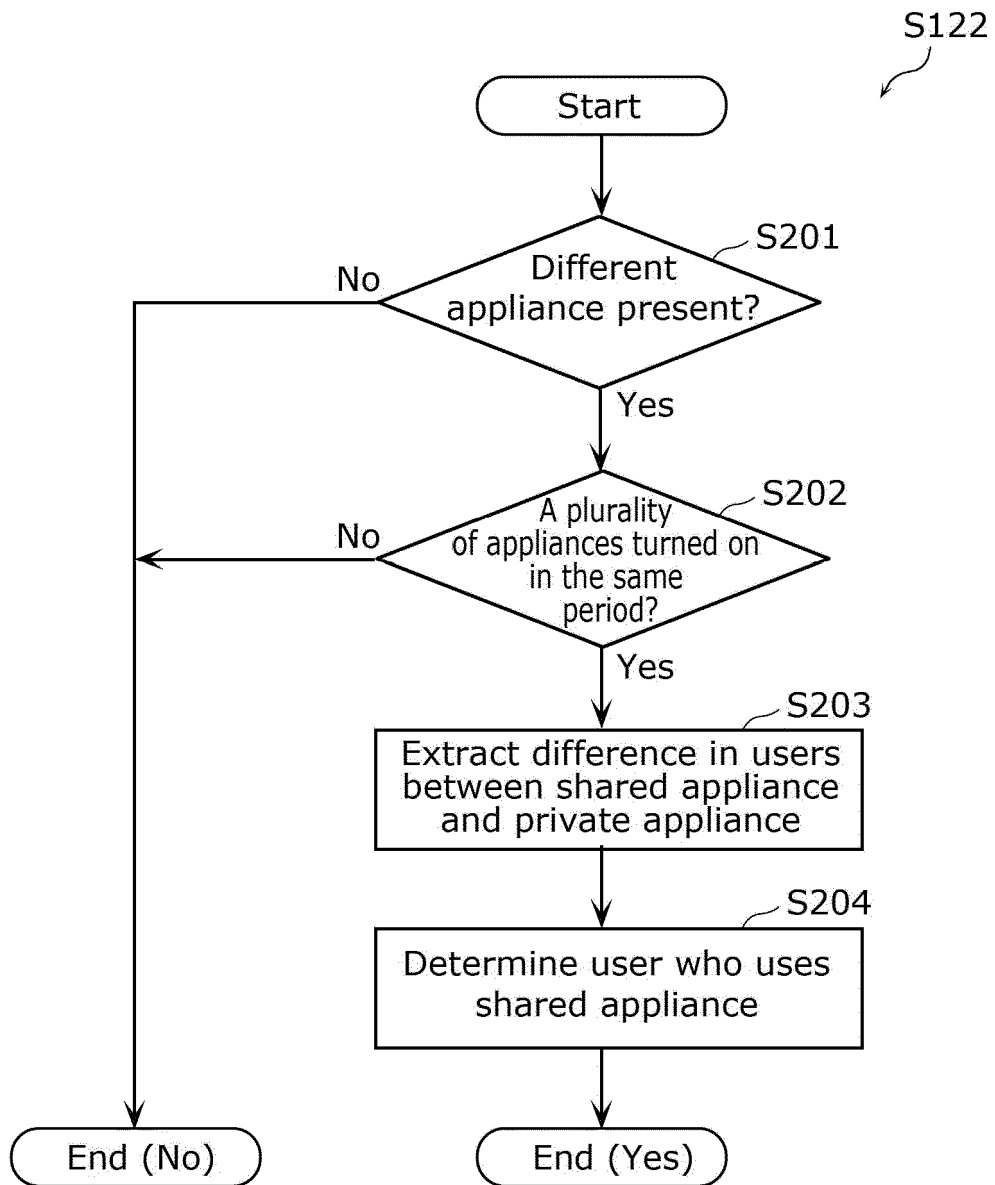 S122
Start
S201
Different
appliance present?
No
Yes
S202
A plurality
of appliances turned on
in the same
period?
No
Yes
S203
Extract difference in users
between shared appliance
and private appliance
S204
Determine user who uses
shared appliance
End (No)
End (Yes)